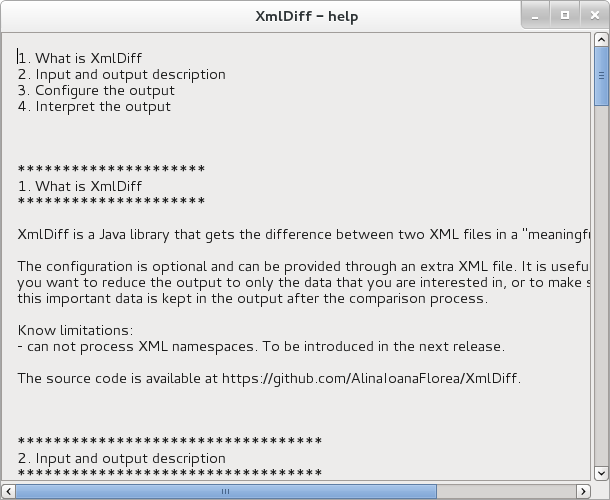 XmlDiff - help
1. What is XmlDiff
2. Input and output description
3. Configure the output
4. Interpret the output
*********************
1. What is XmlDiff
*********************
XmlDiff is a Java library that gets the difference between two XML files in a "meaningf
The configuration is optional and can be provided through an extra XML file. It is usefu
you want to reduce the output to only the data that you are interested in, or to make s
this important data is kept in the output after the comparison process.
Know limitations:
- can not process XML namespaces. To be introduced in the next release.
The source code is available at https://github.com/AlinaIoanaFlorea/XmlDiff.
**********************************
2. Input and output description
**********************************